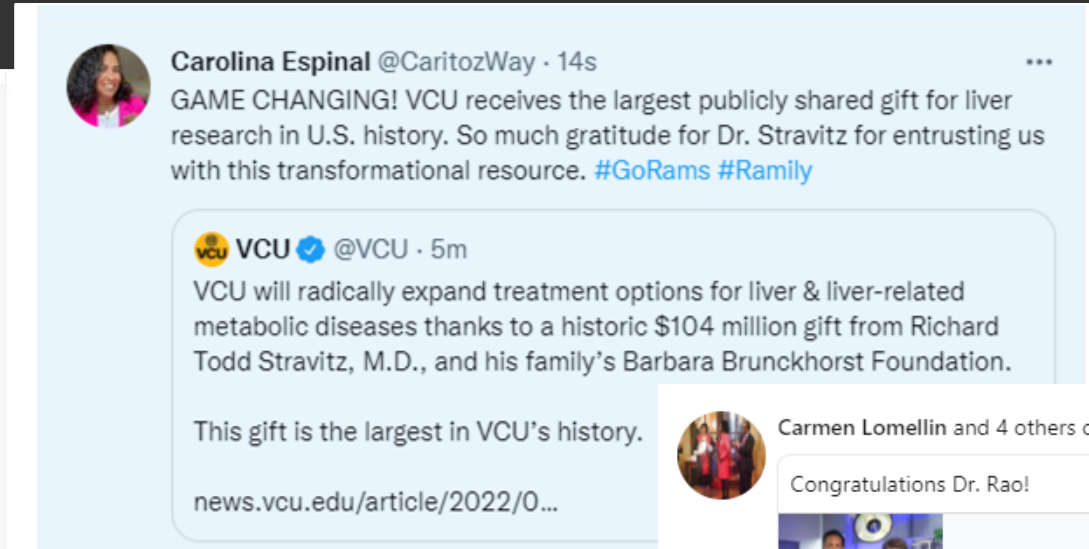 Carolina Espinal @CaritozWay · 14s
GAME CHANGING! VCU receives the largest publicly shared gift for liver
research in U.S. history. So much gratitude for Dr. Stravitz for entrusting us
with this transformational resource. #GoRams #Ramily
VCU
VCU @VCU · 5m
VCU will radically expand treatment options for liver & liver-related
metabolic diseases thanks to a historic $104 million gift from Richard
Todd Stravitz, M.D., and his family’s Barbara Brunckhorst Foundation.
This gift is the largest in VCU’s history.
news.vcu.edu/article/2022/0...
Carmen Lomellin and 4 others
Congratulations Dr. Rao!